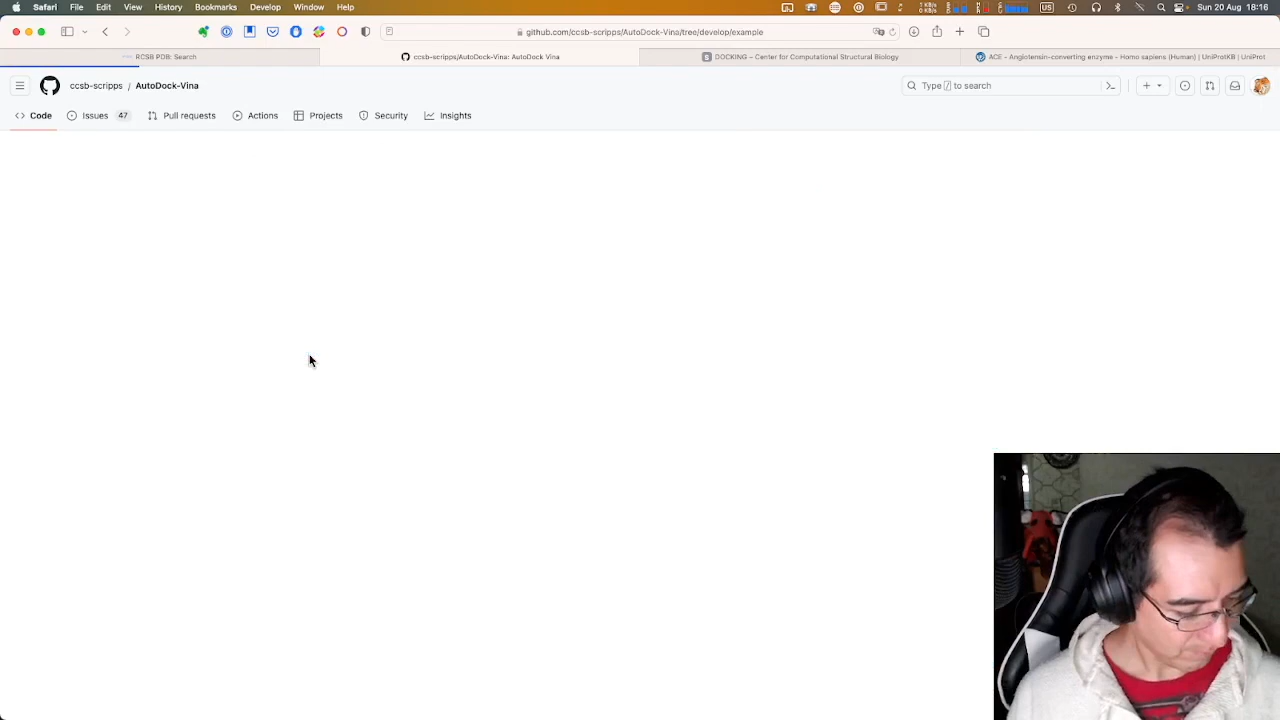 Safari File Edit View History Bookmarks Develop Window Help Sun 20 Aug 18:16
github.com/ccsb-scripps/AutoDock-Vina/tree/develop/example
RCSB PDB: Search
ccsb-scripps/AutoDock-Vina: AutoDock Vina
DOCKING – Center for Computational Structural Biology
ACE - Angiotensin-converting enzyme - Homo sapiens (Human) | UniProtKB | UniProt
ccsb-scripps / AutoDock-Vina
Type / to search
Code Issues 47 Pull requests Actions Projects Security Insights